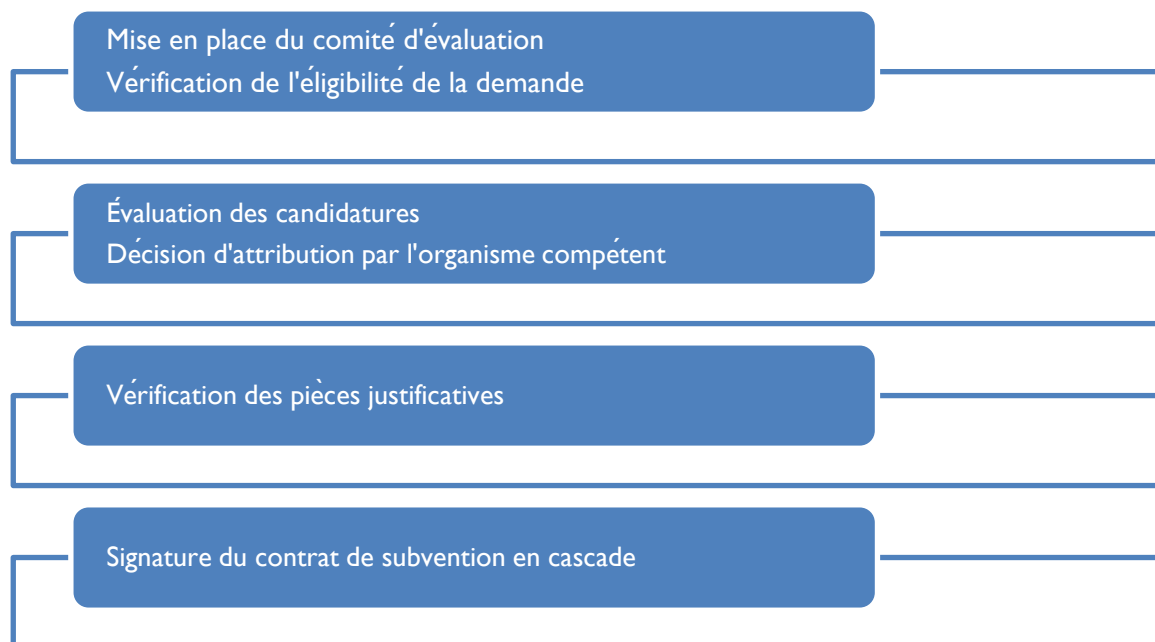 Mise en place du comité d'évaluation
Vérification de l'éligibilité de la demande
Évaluation des candidatures
Décision d'attribution par l'organisme compétent
Vérification des pièces justificatives
Signature du contrat de subvention en cascade